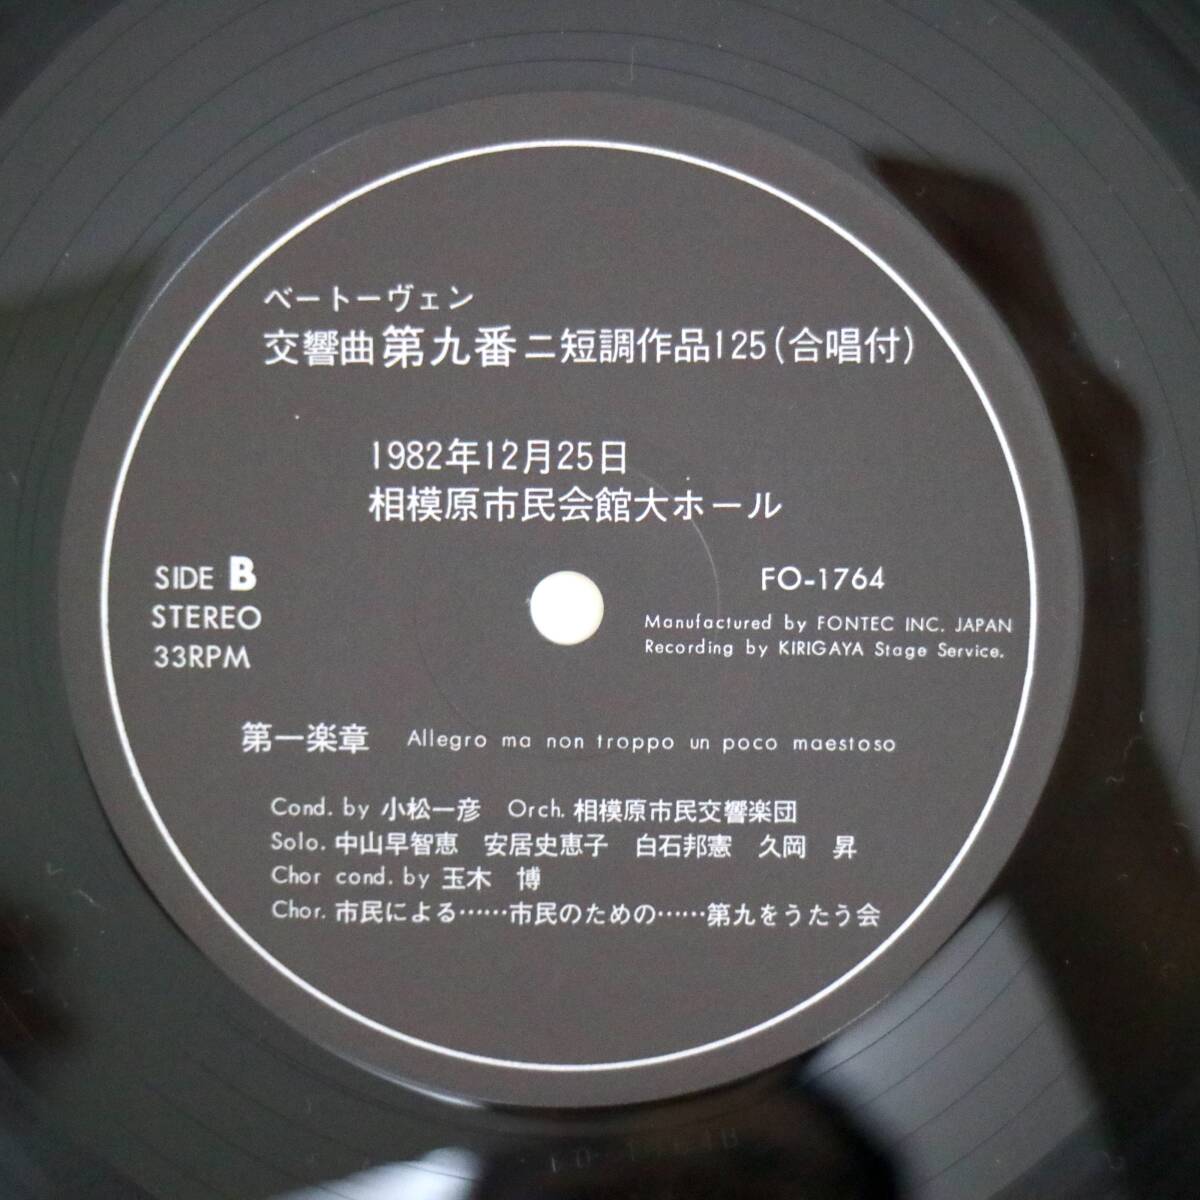 ベートーヴェン
交響曲第九番ニ短調作品125(合唱付)
1982年12月25日
相模原市民会館大ホール
SIDE B
STEREO
33RPM
FO-1764
Manufactured by FONTEC INC. JAPAN
Recording by KIRIGAYA Stage Service.
第一楽章 Allegro ma non troppo un poco maestoso
Cond. by 小松一彦 Orch. 相模原市民交響楽団
Solo. 中山早智恵 安居史恵子 白石邦憲 久岡 昇
Chor cond. by 玉木 博
Chor. 市民による……市民のための……第九をうたう会